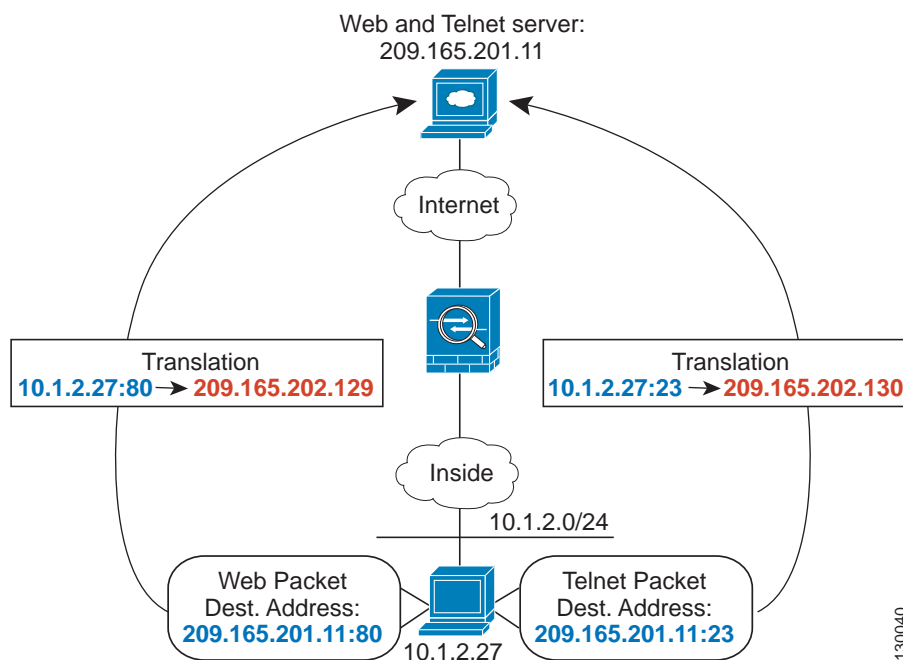 Web and Telnet server:
209.165.201.11
Internet
Translation
10.1.2.27:80 209.165.202.129
Translation
10.1.2.27:23 209.165.202.130
Inside
10.1.2.0/24
Web Packet
Dest. Address:
209.165.201.11:80
Telnet Packet
Dest. Address:
209.165.201.11:23
10.1.2.27
130040